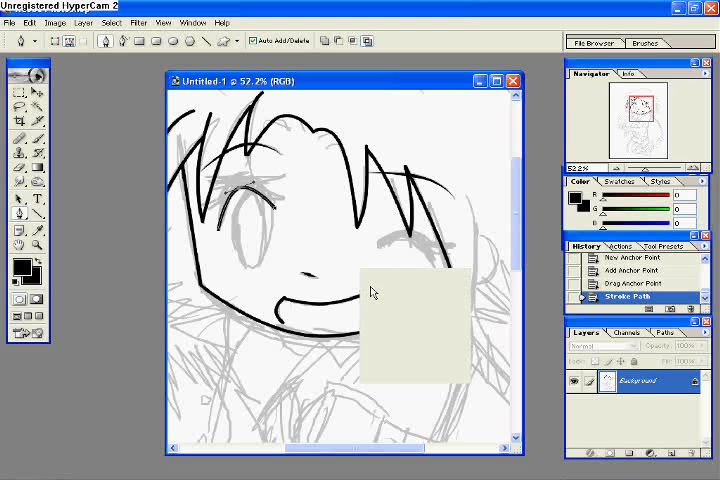 Unregistered HyperCam 2
File Edit Image Layer Select Filter View Window Help
Auto Add/Delete
File Browser Brushes
Untitled-1 @ 52.2% (RGB)
Navigator Info
52.2%
Color Swatches Styles
R 0
G 0
B 0
History Actions Tool Presets
New Anchor Point
Add Anchor Point
Drag Anchor Point
Stroke Path
Layers Channels Paths
Normal Opacity: 100%
Lock: Fill: 100%
Background